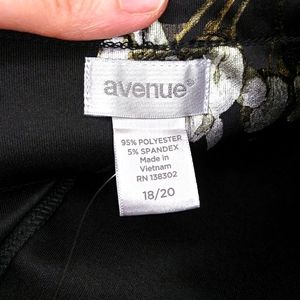 avenue®
95% POLYESTER
5% SPANDEX
Made in
Vietnam
RN 138302
18/20